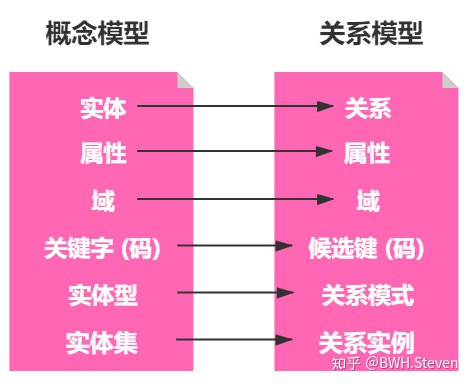 概念模型 关系模型
实体 关系
属性 属性
域 域
关键字 (码) 候选键 (码)
实体型 关系模式
实体集 关系实例
知乎 @BWH.Steven